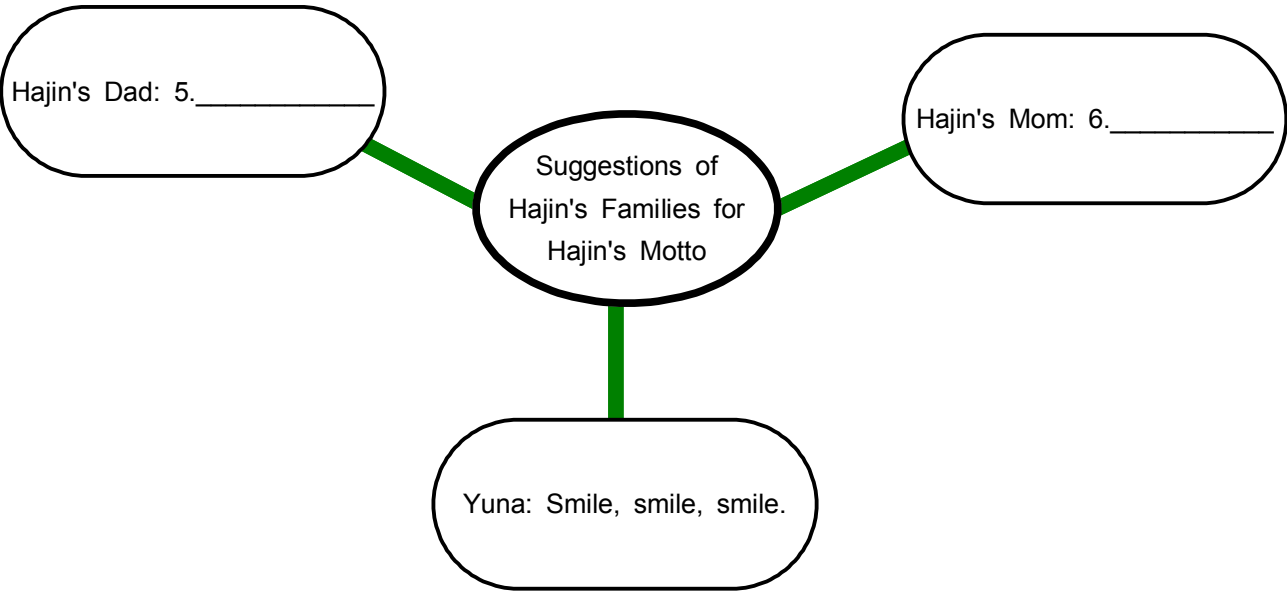 Hajin's Dad: 5.____________
Hajin's Mom: 6.___________
Suggestions of
Hajin's Families for
Hajin's Motto
Yuna: Smile, smile, smile.